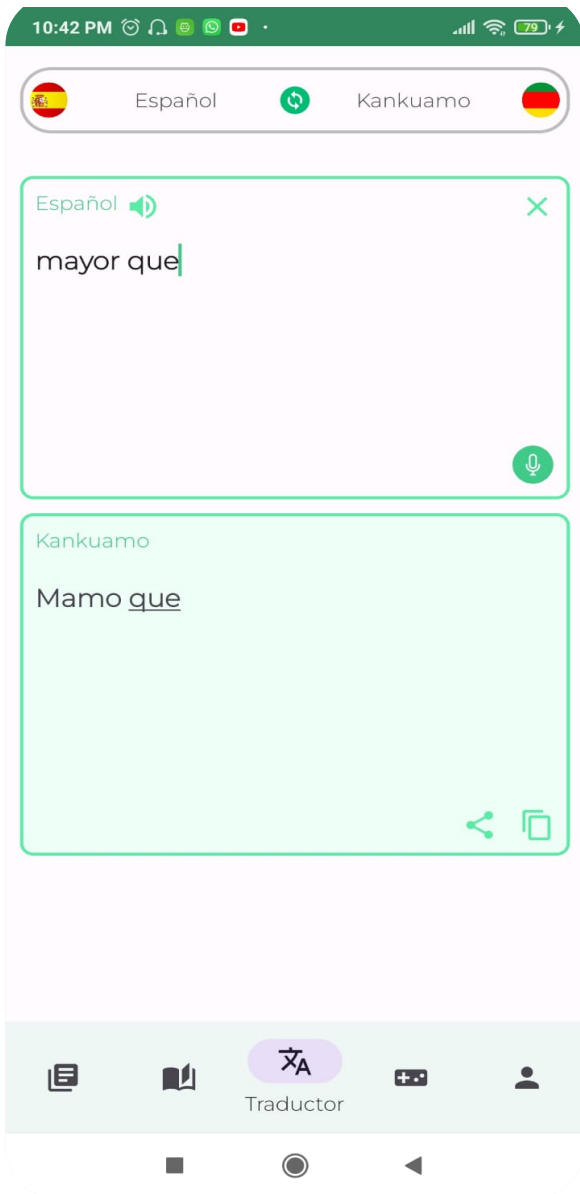 10:42 PM 79
Español Kankuamo
Español
mayor que
Kankuamo
Mamo que
Traductor